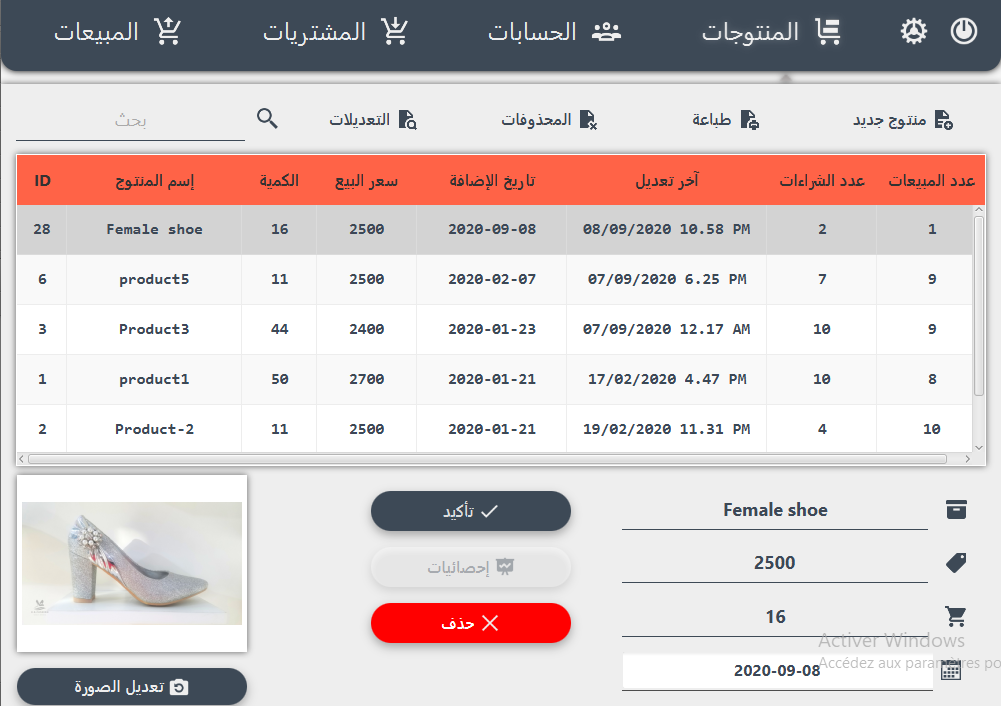 المنتوجات الحسابات المشتريات المبيعات
منتوج جديد طباعة المحذوفات التعديلات بحث
ID إسم المنتوج الكمية سعر البيع تاريخ الإضافة آخر تعديل عدد الشراءات عدد المبيعات
28 Female shoe 16 2500 2020-09-08 08/09/2020 10.58 PM 2 1
6 product5 11 2500 2020-02-07 07/09/2020 6.25 PM 7 9
3 Product3 44 2400 2020-01-23 07/09/2020 12.17 AM 10 9
1 product1 50 2700 2020-01-21 17/02/2020 4.47 PM 10 8
2 Product-2 11 2500 2020-01-21 19/02/2020 11.31 PM 4 10
Female shoe
2500
16
2020-09-08
تأكيد
إحصائيات
حذف
تعديل الصورة
Activer Windows
Accédez aux paramètres po